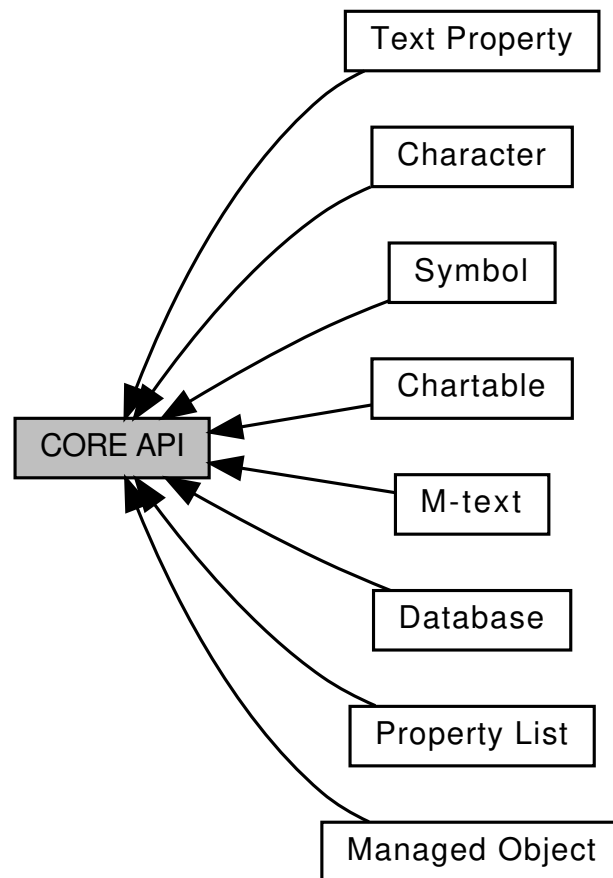 Text Property
Character
Symbol
Chartable
CORE API
M-text
Database
Property List
Managed Object